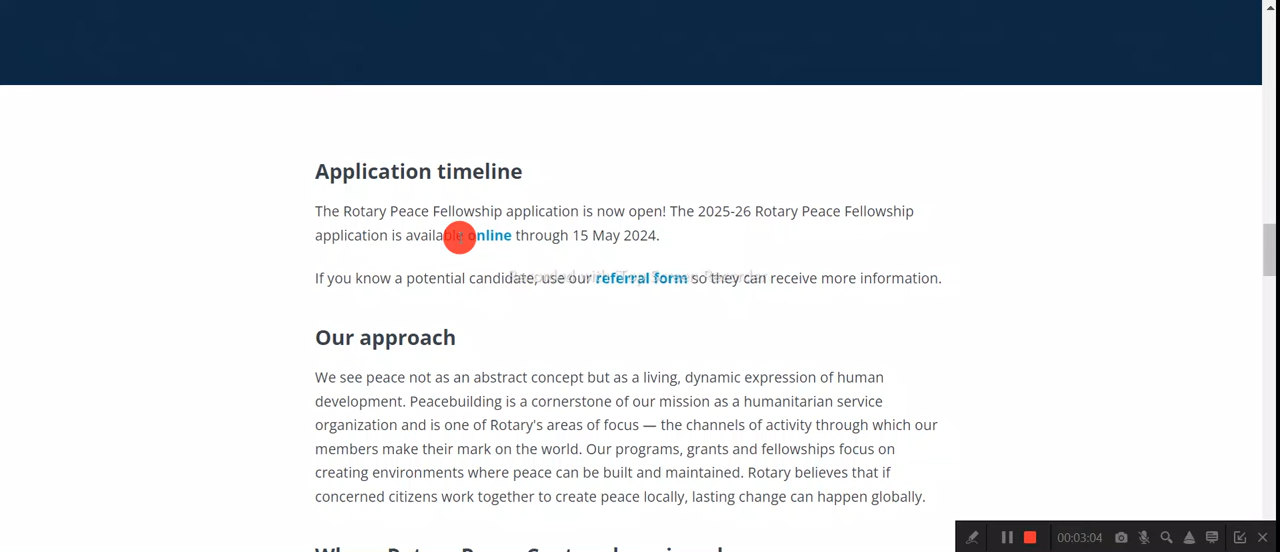 Application timeline
The Rotary Peace Fellowship application is now open! The 2025-26 Rotary Peace Fellowship
application is available online through 15 May 2024.
If you know a potential candidate, use our referral form so they can receive more information.
Our approach
We see peace not as an abstract concept but as a living, dynamic expression of human
development. Peacebuilding is a cornerstone of our mission as a humanitarian service
organization and is one of Rotary's areas of focus — the channels of activity through which our
members make their mark on the world. Our programs, grants and fellowships focus on
creating environments where peace can be built and maintained. Rotary believes that if
concerned citizens work together to create peace locally, lasting change can happen globally.
00:03:04